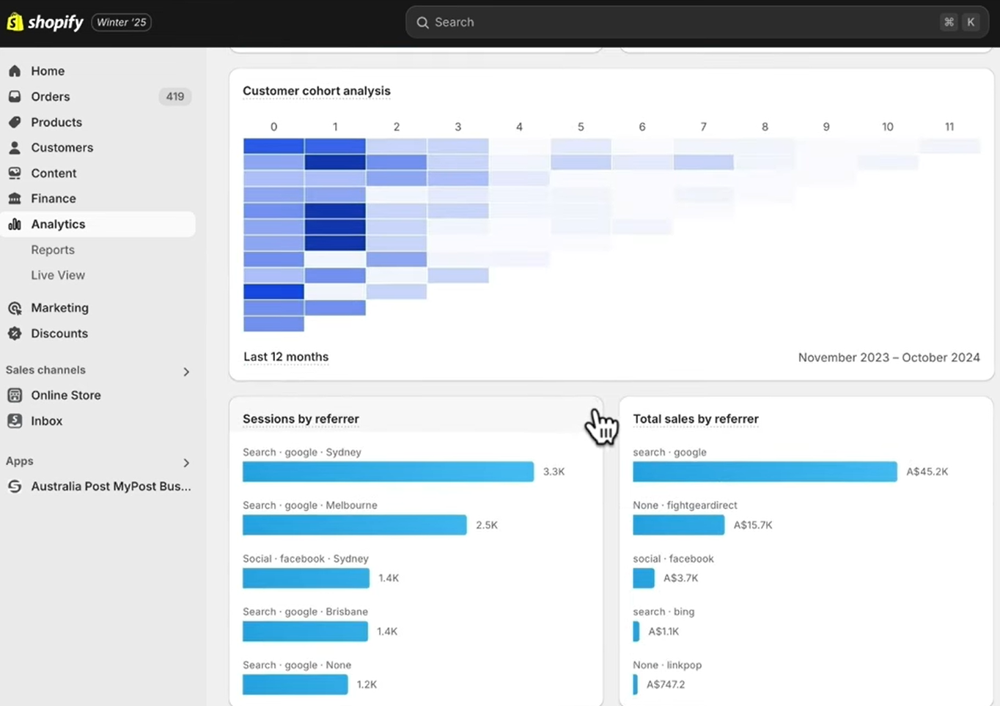 shopify Winter '25
Search ⌘ K
Home
Orders 419
Products
Customers
Content
Finance
Analytics
Reports
Live View
Marketing
Discounts
Sales channels
Online Store
Inbox
Apps
Australia Post MyPost Bus...
Customer cohort analysis
0 1 2 3 4 5 6 7 8 9 10 11
Last 12 months
November 2023 – October 2024
Sessions by referrer
Search · google · Sydney
3.3K
Search · google · Melbourne
2.5K
Social · facebook · Sydney
1.4K
Search · google · Brisbane
1.4K
Search · google · None
1.2K
Total sales by referrer
search · google
A$45.2K
None · fightgeardirect
A$15.7K
social · facebook
A$3.7K
search · bing
A$1.1K
None · linkpop
A$747.2